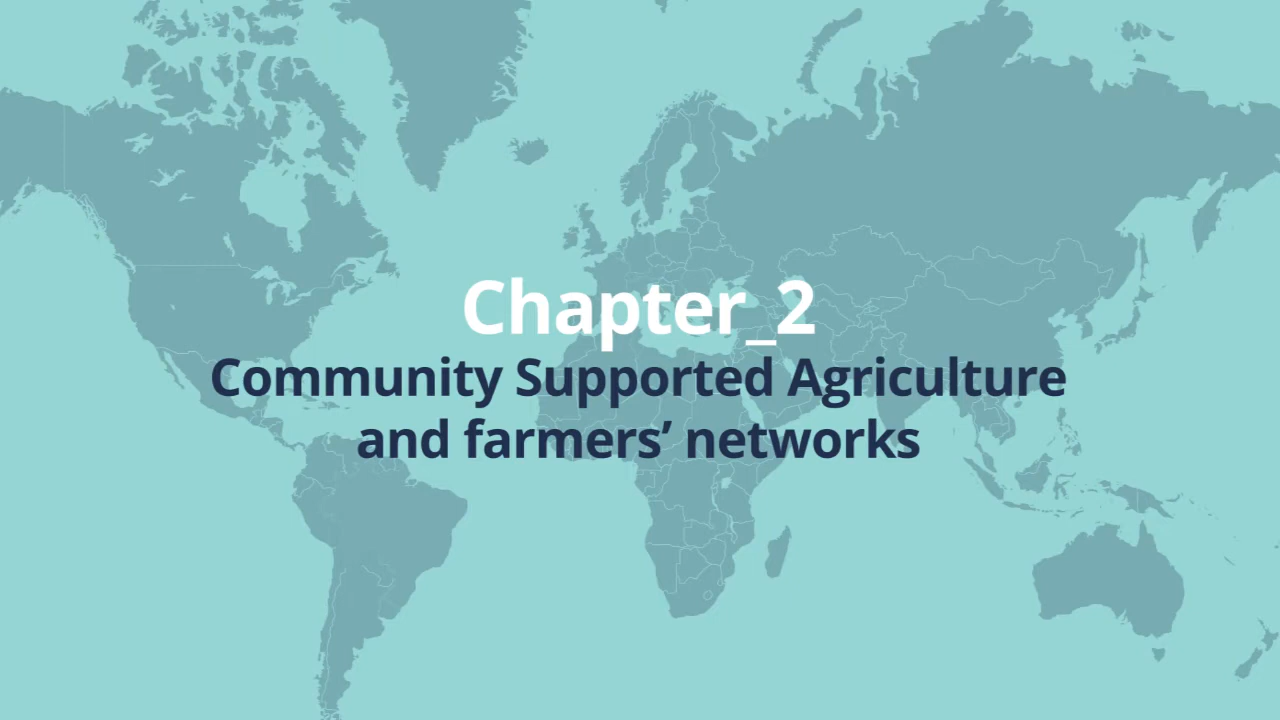 Chapter_2
Community Supported Agriculture
and farmers’ networks